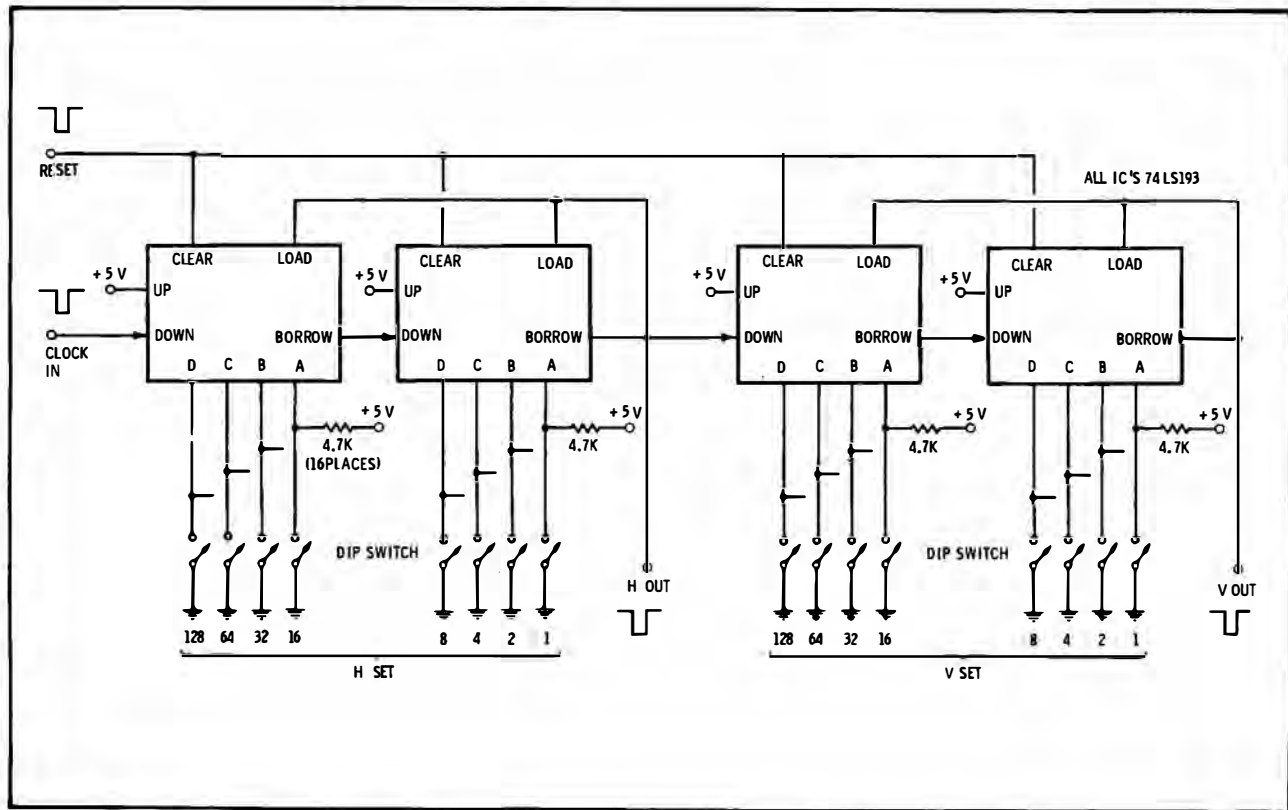 RESET
ALL IC'S 74LS193
CLEAR LOAD
CLEAR LOAD
CLEAR LOAD
CLEAR LOAD
+5 V
+5 V
+5 V
+5 V
UP
UP
UP
UP
CLOCK IN
DOWN BORROW
DOWN BORROW
DOWN BORROW
DOWN BORROW
D C B A
D C B A
D C B A
D C B A
+5 V
+5 V
+5 V
+5 V
4.7K
(16PLACES)
4.7K
4.7K
4.7K
DIP SWITCH
DIP SWITCH
H OUT
V OUT
128 64 32 16
8 4 2 1
128 64 32 16
8 4 2 1
H SET
V SET